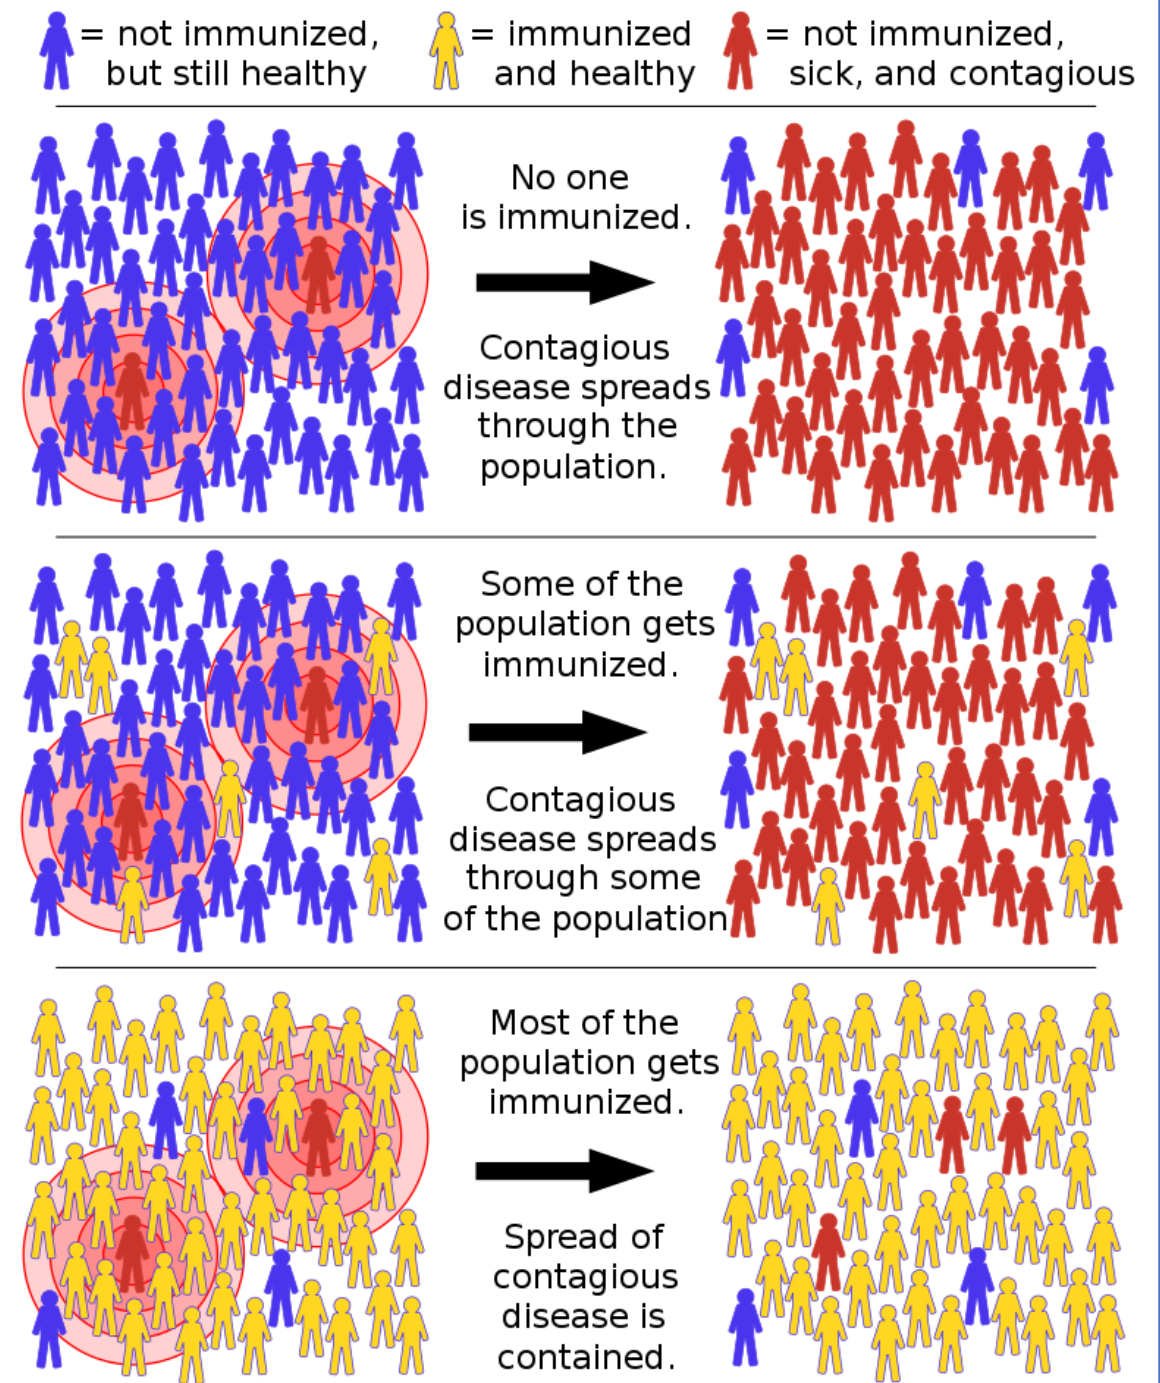 = not immunized,
but still healthy
= immunized
and healthy
= not immunized,
sick, and contagious
No one
is immunized.
Contagious
disease spreads
through the
population.
Some of the
population gets
immunized.
Contagious
disease spreads
through some
of the population
Most of the
population gets
immunized.
Spread of
contagious
disease is
contained.